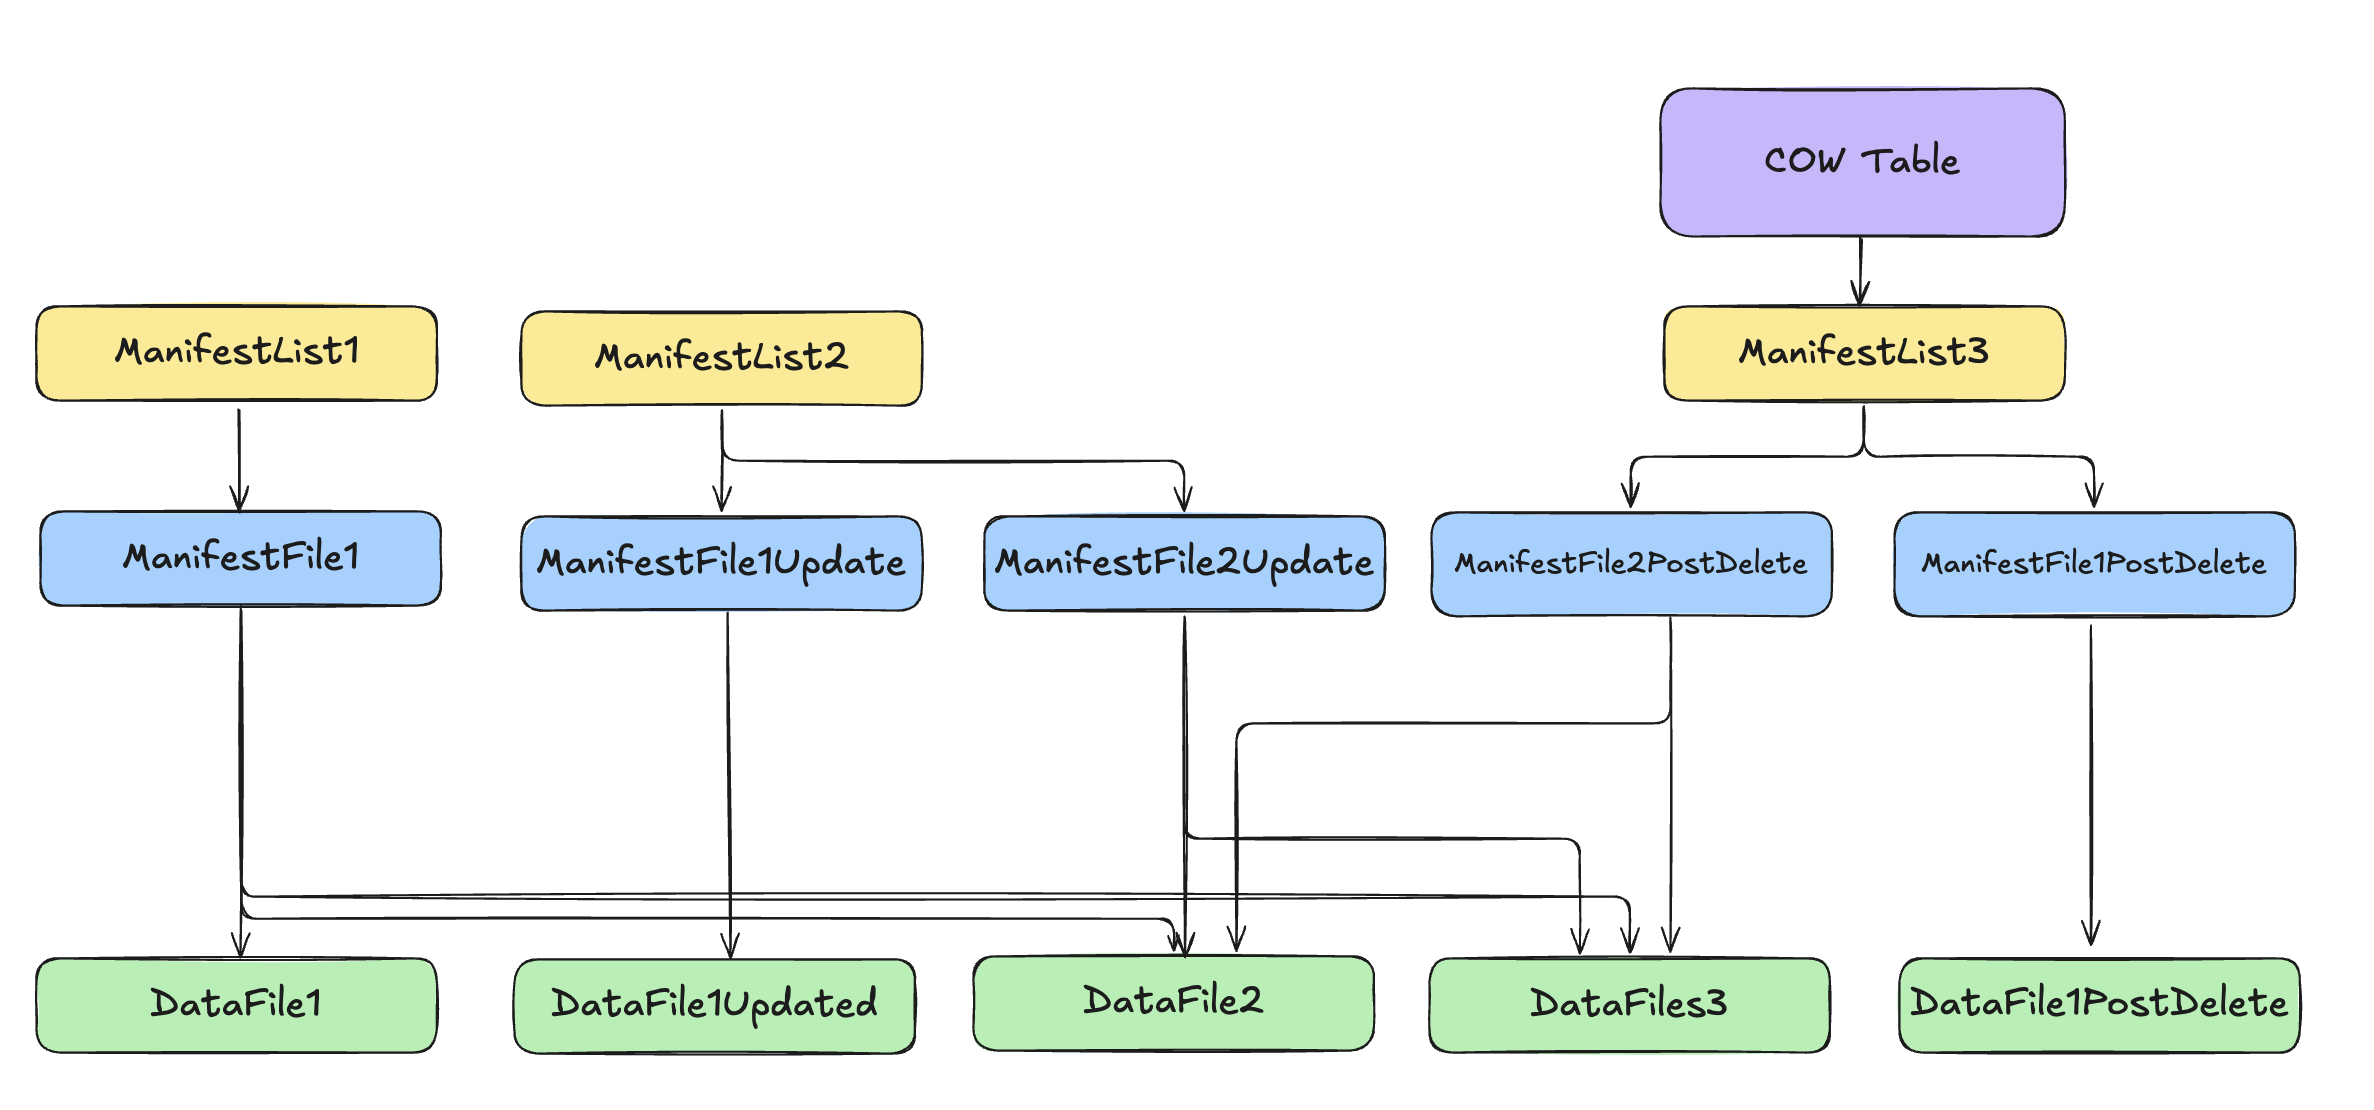 COW Table
ManifestList1
ManifestList2
ManifestList3
ManifestFile1
ManifestFile1Update
ManifestFile2Update
ManifestFile2PostDelete
ManifestFile1PostDelete
DataFile1
DataFile1Updated
DataFile2
DataFiles3
DataFile1PostDelete